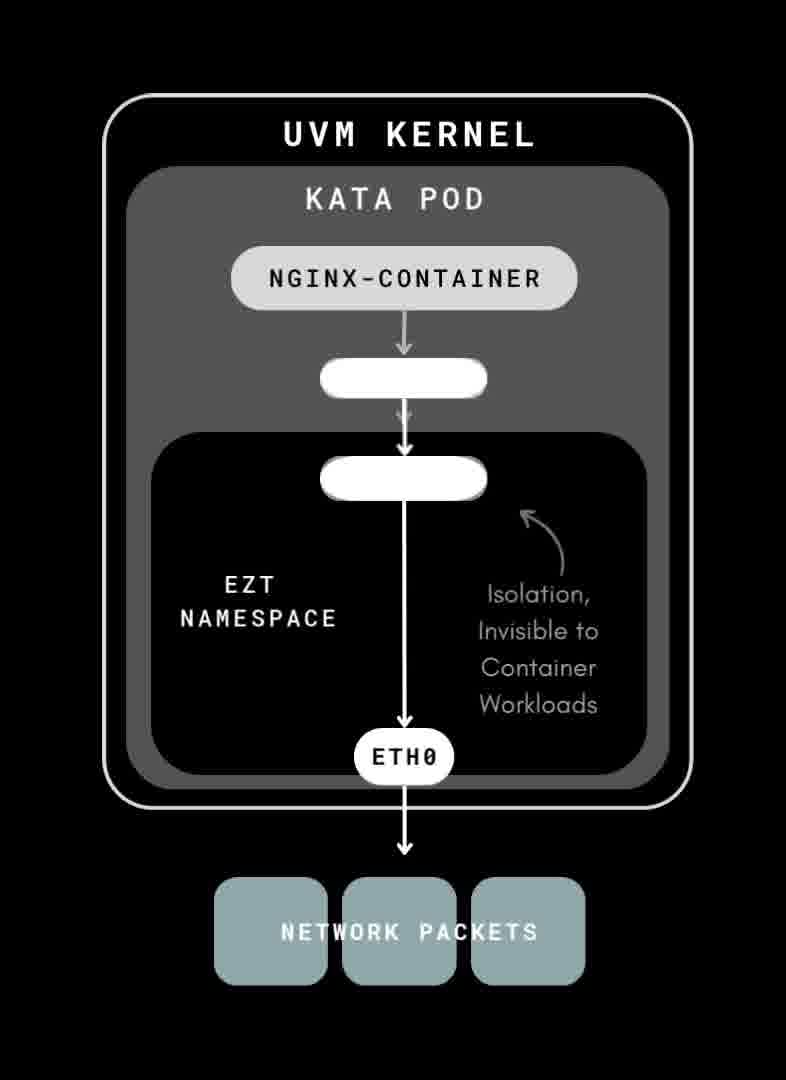 UVM KERNEL
KATA POD
NGINX-CONTAINER
EZT
NAMESPACE
Isolation,
Invisible to
Container
Workloads
ETH0
NETWORK PACKETS